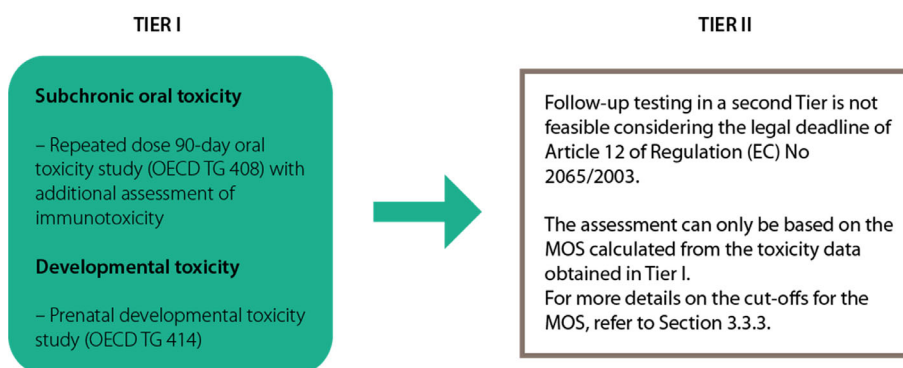 TIER I
Subchronic oral toxicity
– Repeated dose 90-day oral
toxicity study (OECD TG 408) with
additional assessment of
immunotoxicity
Developmental toxicity
– Prenatal developmental toxicity
study (OECD TG 414)
TIER II
Follow-up testing in a second Tier is not
feasible considering the legal deadline of
Article 12 of Regulation (EC) No
2065/2003.
The assessment can only be based on the
MOS calculated from the toxicity data
obtained in Tier I.
For more details on the cut-offs for the
MOS, refer to Section 3.3.3.